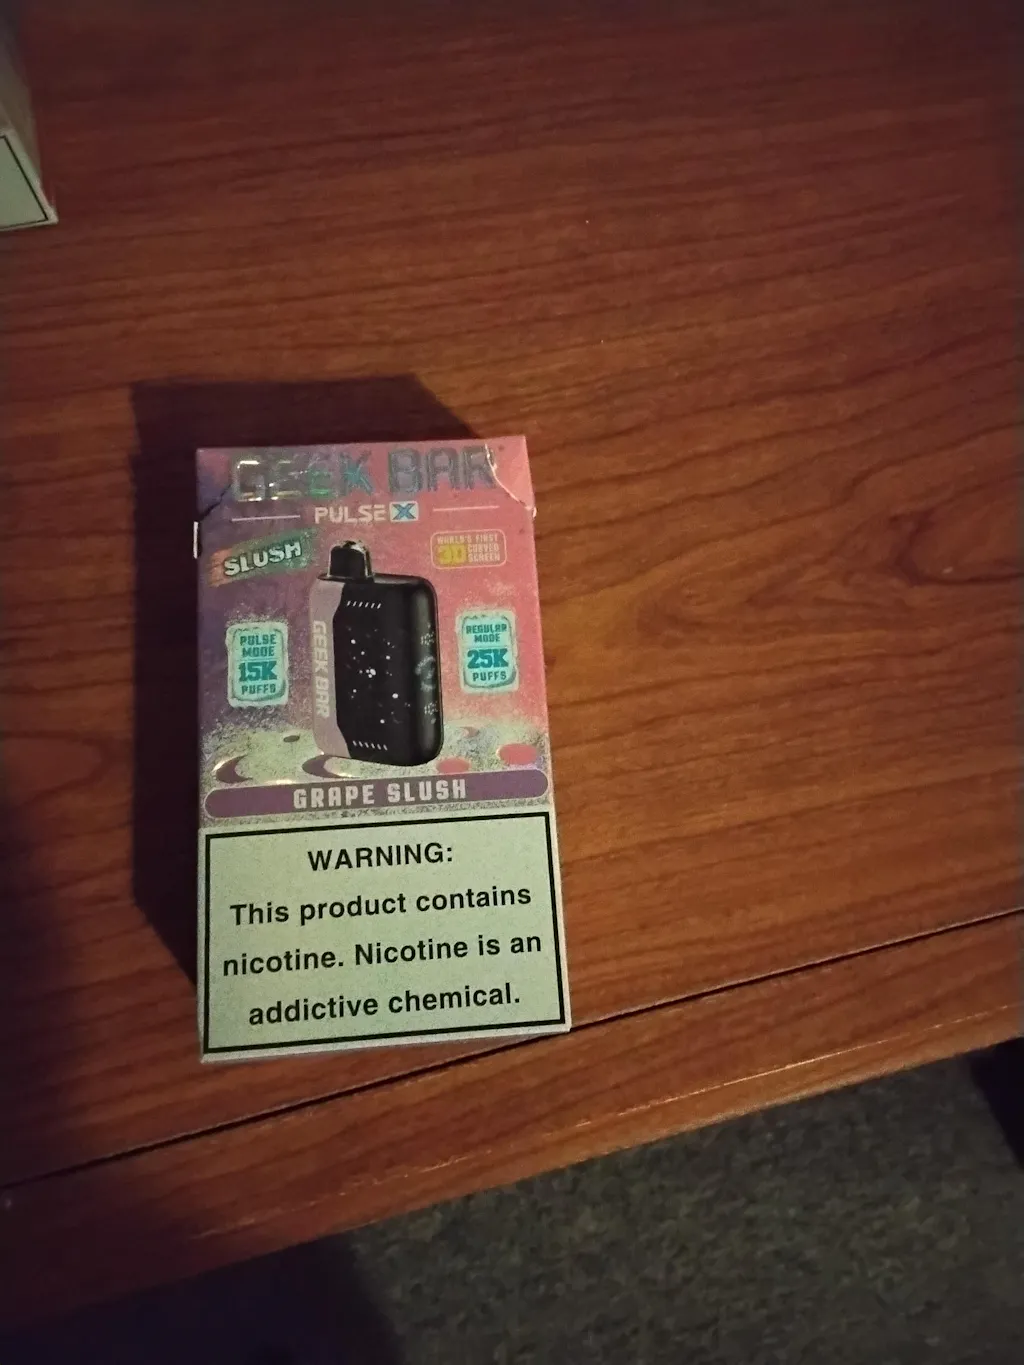 GEEK BAR
PULSE X
SLUSH
WORLD'S FIRST
3D CURVED
SCREEN
PULSE
MODE
15K
PUFFS
REGULAR
MODE
25K
PUFFS
GEEK BAR
GRAPE SLUSH
WARNING:
This product contains
nicotine. Nicotine is an
addictive chemical.